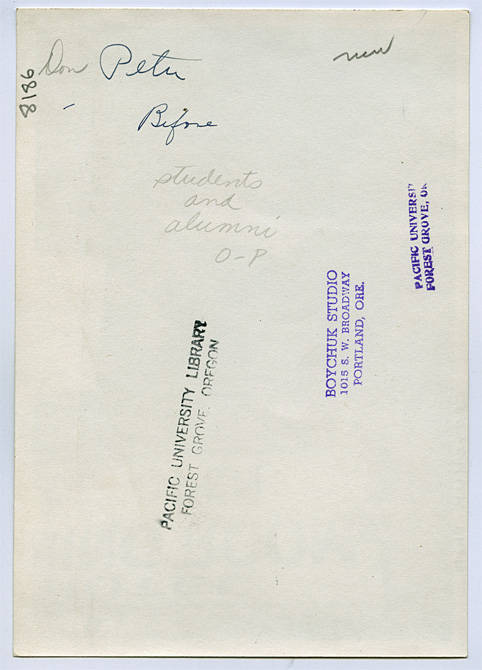 8186
Don Petri
new
Before
students
and
alumni
O-P
PACIFIC UNIVERSI
FOREST GROVE, OR
BOYCHUK STUDIO
1015 S. W. BROADWAY
PORTLAND, ORE.
PACIFIC UNIVERSITY LIBRARY
FOREST GROVE, OREGON